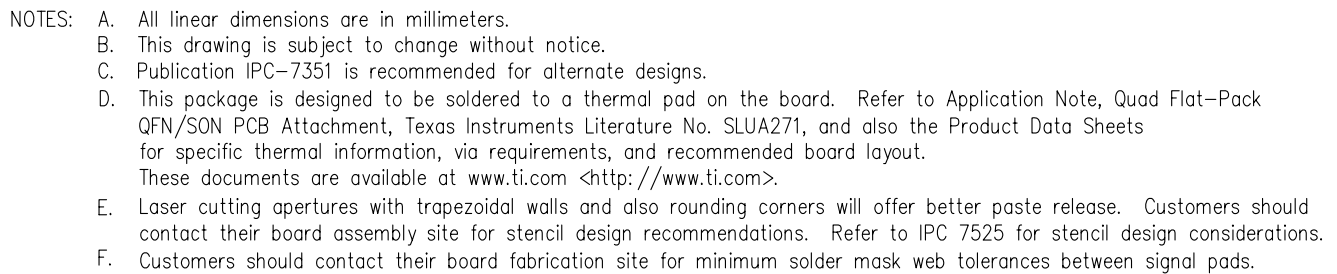 NOTES: A. All linear dimensions are in millimeters.
B. This drawing is subject to change without notice.
C. Publication IPC-7351 is recommended for alternate designs.
D. This package is designed to be soldered to a thermal pad on the board. Refer to Application Note, Quad Flat-Pack
QFN/SON PCB Attachment, Texas Instruments Literature No. SLUA271, and also the Product Data Sheets
for specific thermal information, via requirements, and recommended board layout.
These documents are available at www.ti.com <http://www.ti.com>.
E. Laser cutting apertures with trapezoidal walls and also rounding corners will offer better paste release. Customers should
contact their board assembly site for stencil design recommendations. Refer to IPC 7525 for stencil design considerations.
F. Customers should contact their board fabrication site for minimum solder mask web tolerances between signal pads.